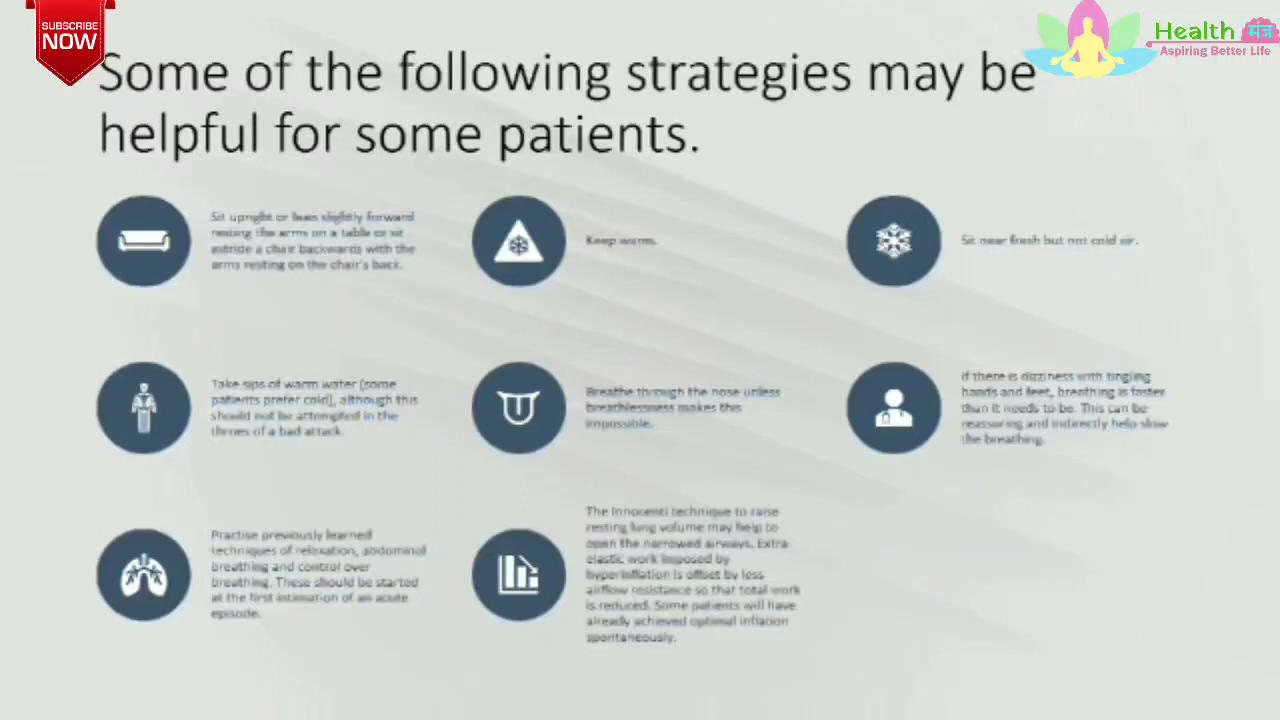 SUBSCRIBE
NOW
Health मंत्र
Aspiring Better Life
Some of the following strategies may be
helpful for some patients.
Sit upright or lean slightly forward
resting the arms on a table or sit
astride a chair backwards with the
arms resting on the chair's back.
Keep warm.
Sit near fresh but not cold air.
Take sips of warm water (some
patients prefer cold), although this
should not be attempted in the
throes of a bad attack.
Breathe through the nose unless
breathlessness makes this
impossible.
If there is dizziness with tingling
hands and feet, breathing is faster
than it needs to be. This can be
reassuring and indirectly help slow
the breathing.
Practise previously learned
techniques of relaxation, abdominal
breathing and control over
breathing. These should be started
at the first intimation of an acute
episode.
The Innocenti technique to raise
resting lung volume may help to
open the narrowed airways. Extra
elastic work imposed by
hyperinflation is offset by less
airflow resistance so that total work
is reduced. Some patients will have
already achieved optimal inflation
spontaneously.